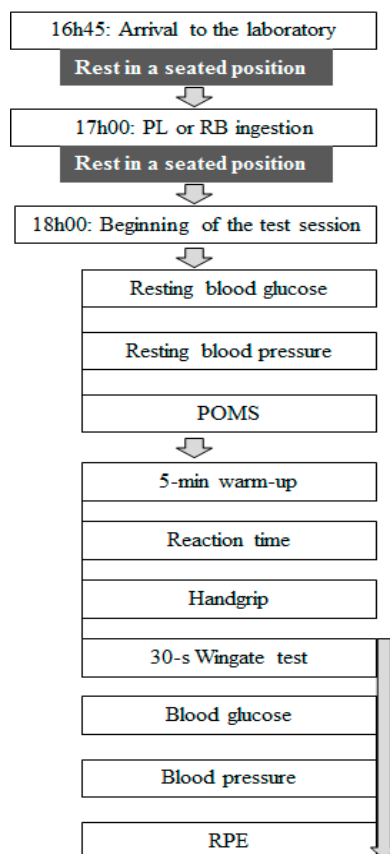 16h45: Arrival to the laboratory
Rest in a seated position
17h00: PL or RB ingestion
Rest in a seated position
18h00: Beginning of the test session
Resting blood glucose
Resting blood pressure
POMS
5-min warm-up
Reaction time
Handgrip
30-s Wingate test
Blood glucose
Blood pressure
RPE